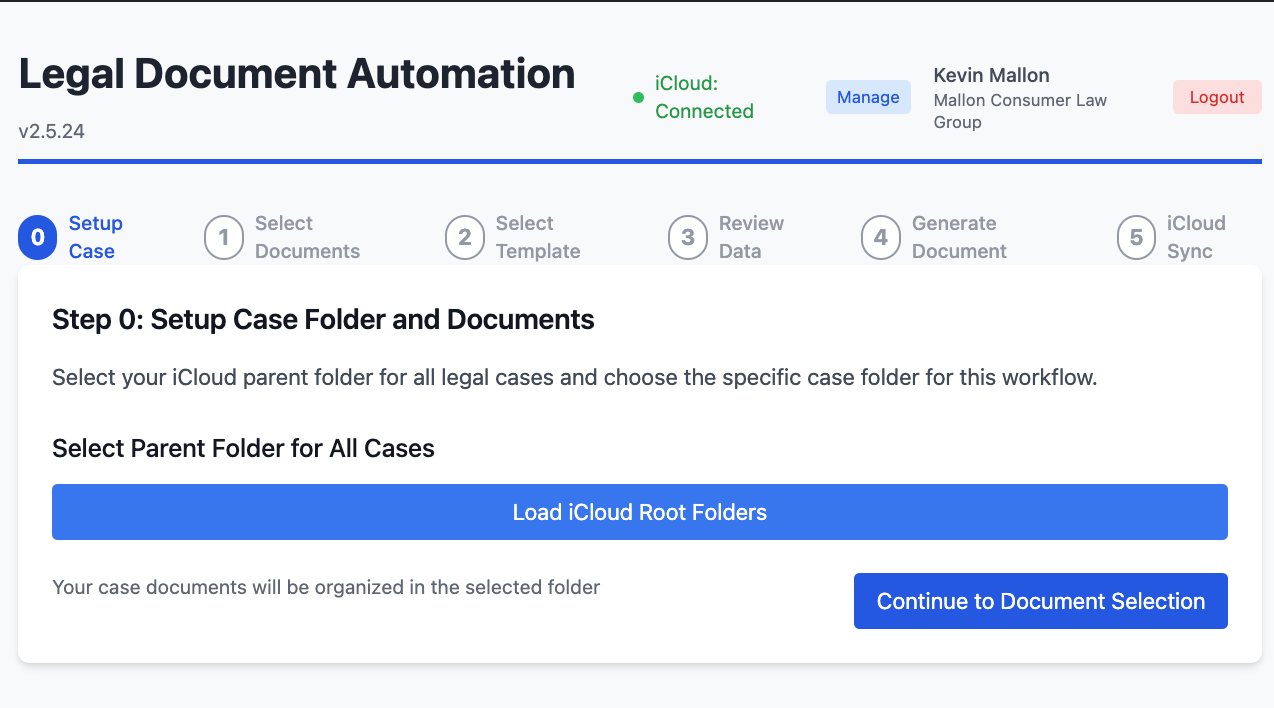 Legal Document Automation
v2.5.24
iCloud:
Connected
Manage
Kevin Mallon
Mallon Consumer Law
Group
Logout
0
Setup
Case
1
Select
Documents
2
Select
Template
3
Review
Data
4
Generate
Document
5
iCloud
Sync
Step 0: Setup Case Folder and Documents
Select your iCloud parent folder for all legal cases and choose the specific case folder for this workflow.
Select Parent Folder for All Cases
Load iCloud Root Folders
Your case documents will be organized in the selected folder
Continue to Document Selection